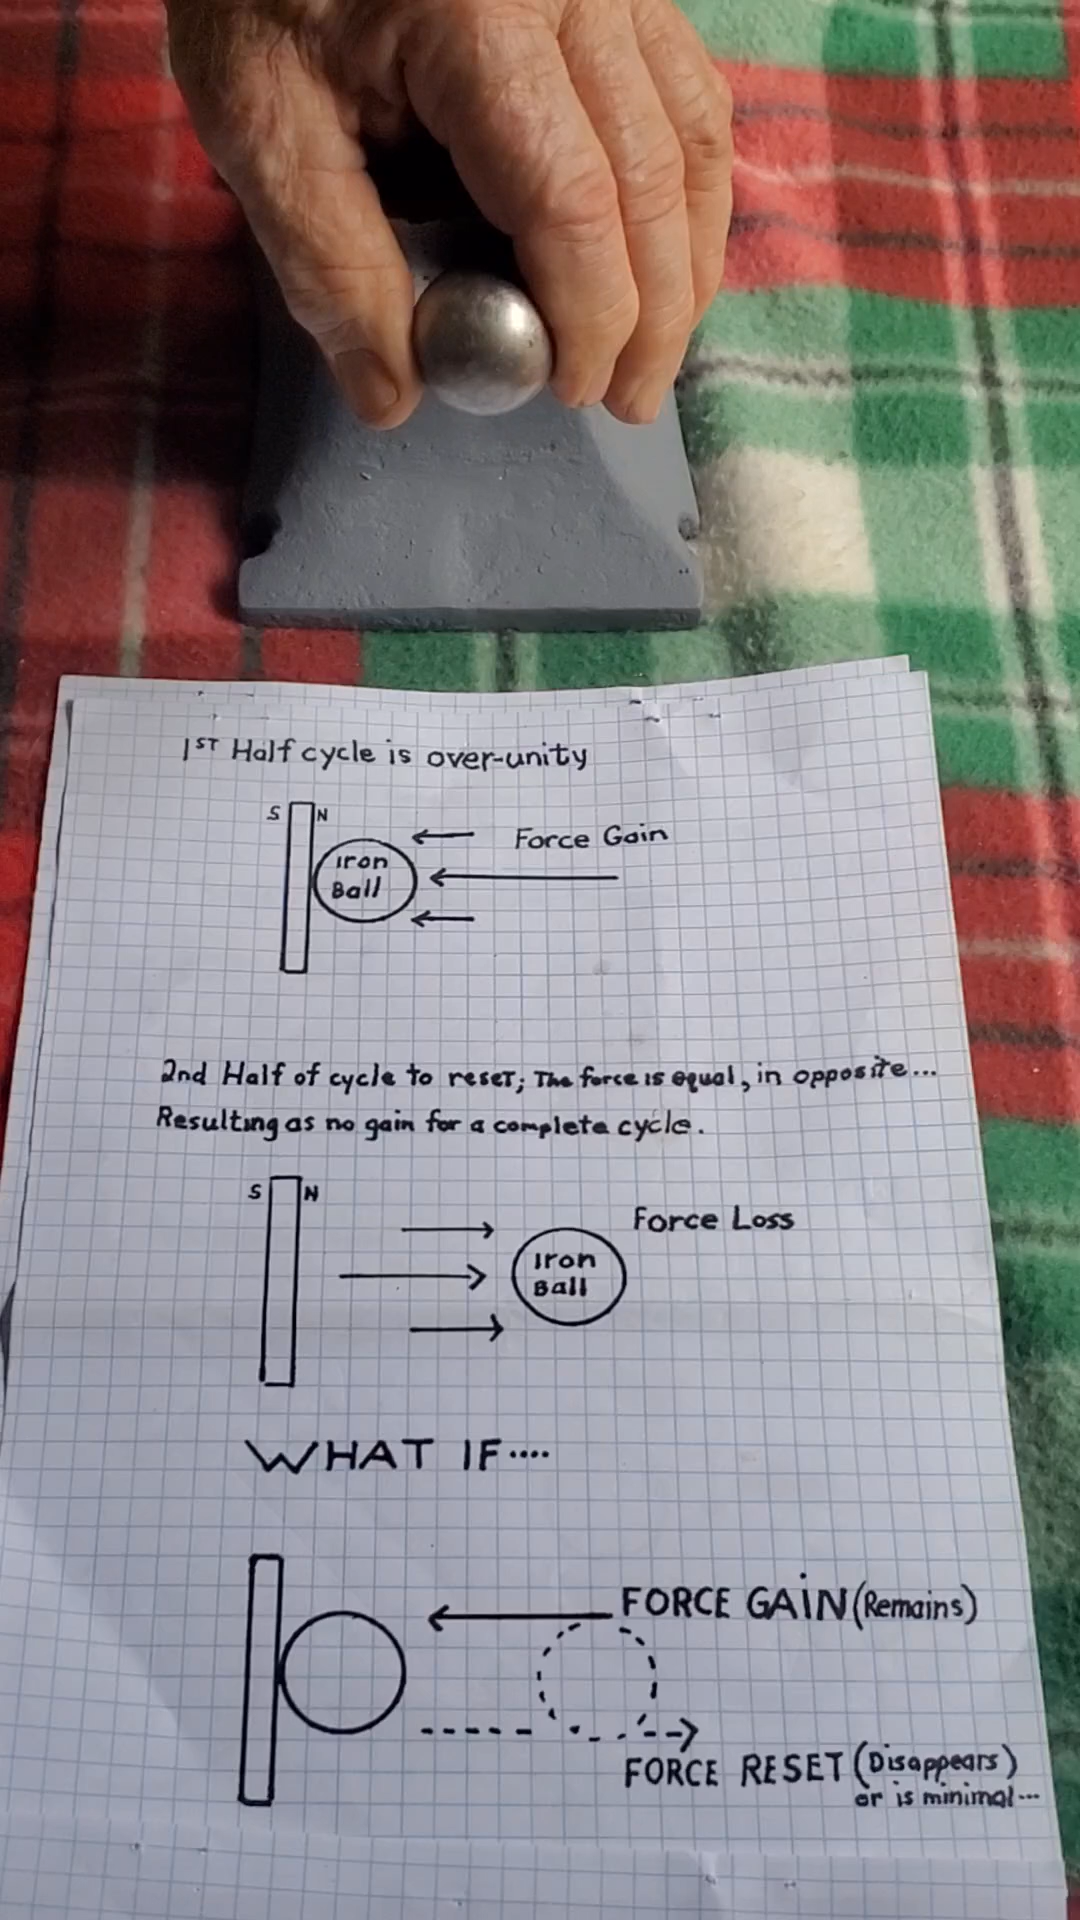 1ST Half cycle is over-unity
S N
Force Gain
Iron
Ball
2nd Half of cycle to reset; The force is equal, in opposite...
Resulting as no gain for a complete cycle.
S N
Force Loss
Iron
Ball
WHAT IF....
FORCE GAIN (Remains)
FORCE RESET (Disappears)
or is minimal...